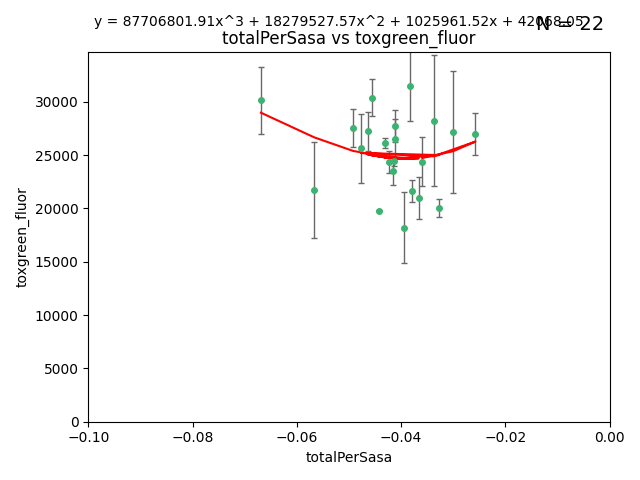 y = 87706801.91x^3 + 18279527.57x^2 + 1025961.52x + 42068.05
N = 22
totalPerSasa vs toxgreen_fluor
30000
25000
20000
15000
10000
5000
0
toxgreen_fluor
−0.10
−0.08
−0.06
−0.04
−0.02
0.00
totalPerSasa